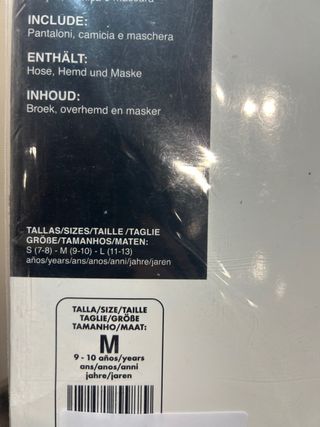 INCLUDE:
Pantaloni, camicia e maschera
ENTHÄLT:
Hose, Hemd und Maske
INHOUD:
Broek, overhemd en masker
TALLAS/SIZES/TAILLE/TAGLIE
GRÖßE/TAMANHOS/MATEN:
S (7-8) - M (9-10) - L (11-13)
años/years/ans/anos/anni/jahre/jaren
TALLA/SIZE/TAILLE
TAGLIE/GRÖßE
TAMANHO/MAAT:
M
9 - 10 años/years
ans/anos/anni
jahre/jaren